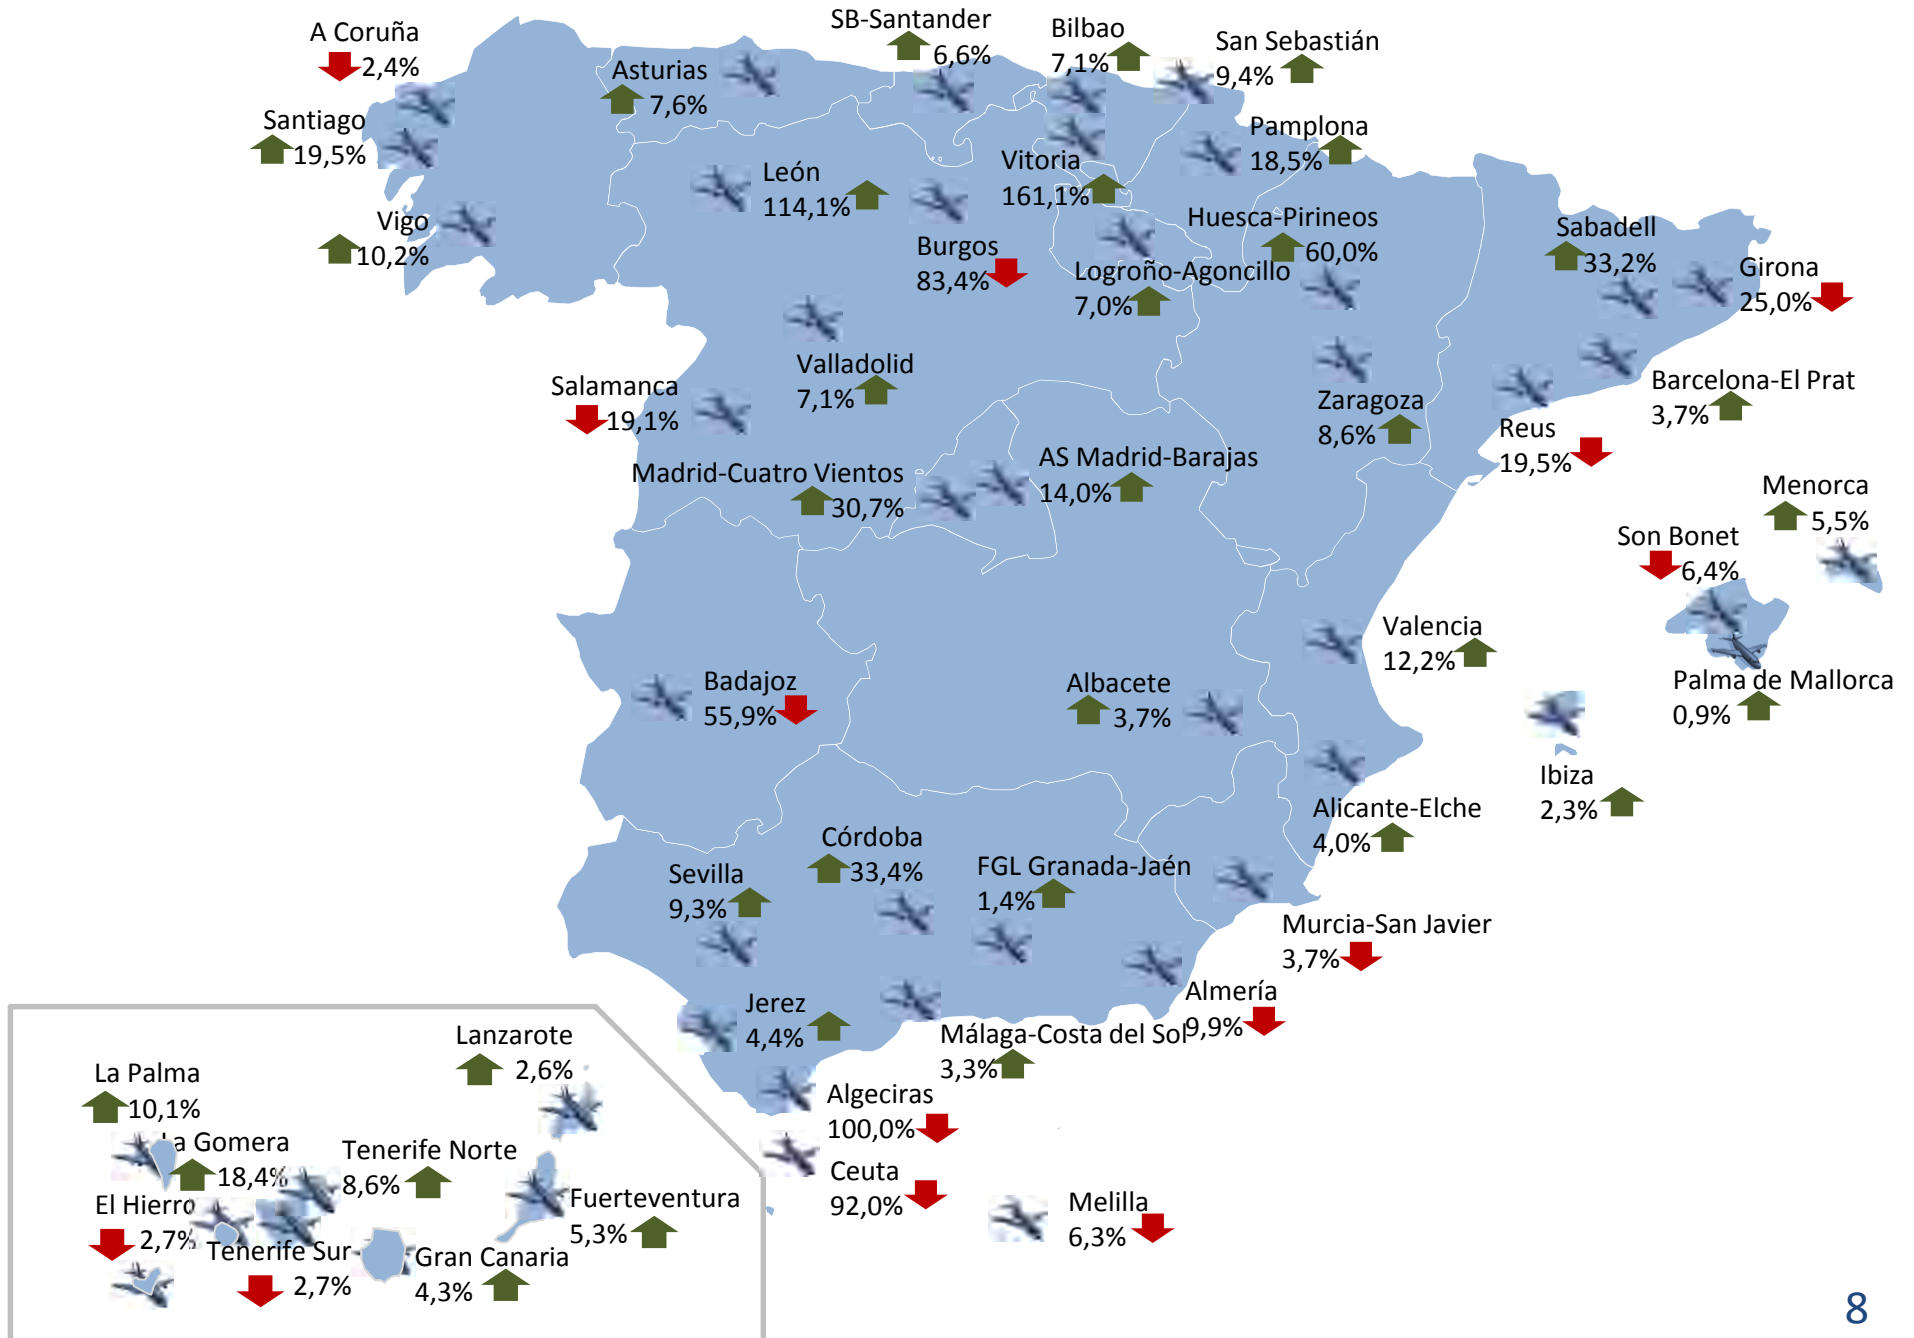 A Coruña
2,4%
SB-Santander
6,6%
Bilbao
7,1%
San Sebastián
9,4%
Asturias
7,6%
Santiago
19,5%
Pamplona
18,5%
León
114,1%
Vitoria
161,1%
Vigo
10,2%
Burgos
83,4%
Huesca-Pirineos
60,0%
Logroño-Agoncillo
7,0%
Sabadell
33,2%
Girona
25,0%
Valladolid
7,1%
Salamanca
19,1%
Zaragoza
8,6%
Barcelona-El Prat
3,7%
Reus
19,5%
Madrid-Cuatro Vientos
30,7%
AS Madrid-Barajas
14,0%
Menorca
5,5%
Son Bonet
6,4%
Valencia
12,2%
Palma de Mallorca
0,9%
Badajoz
55,9%
Albacete
3,7%
Ibiza
2,3%
Alicante-Elche
4,0%
Córdoba
33,4%
Sevilla
9,3%
FGL Granada-Jaén
1,4%
Murcia-San Javier
3,7%
Almería
9,9%
Jerez
4,4%
Málaga-Costa del Sol
3,3%
Algeciras
100,0%
Ceuta
92,0%
Melilla
6,3%
Lanzarote
2,6%
La Palma
10,1%
La Gomera
18,4%
Tenerife Norte
8,6%
El Hierro
2,7%
Fuerteventura
5,3%
Tenerife Sur
2,7%
Gran Canaria
4,3%
8